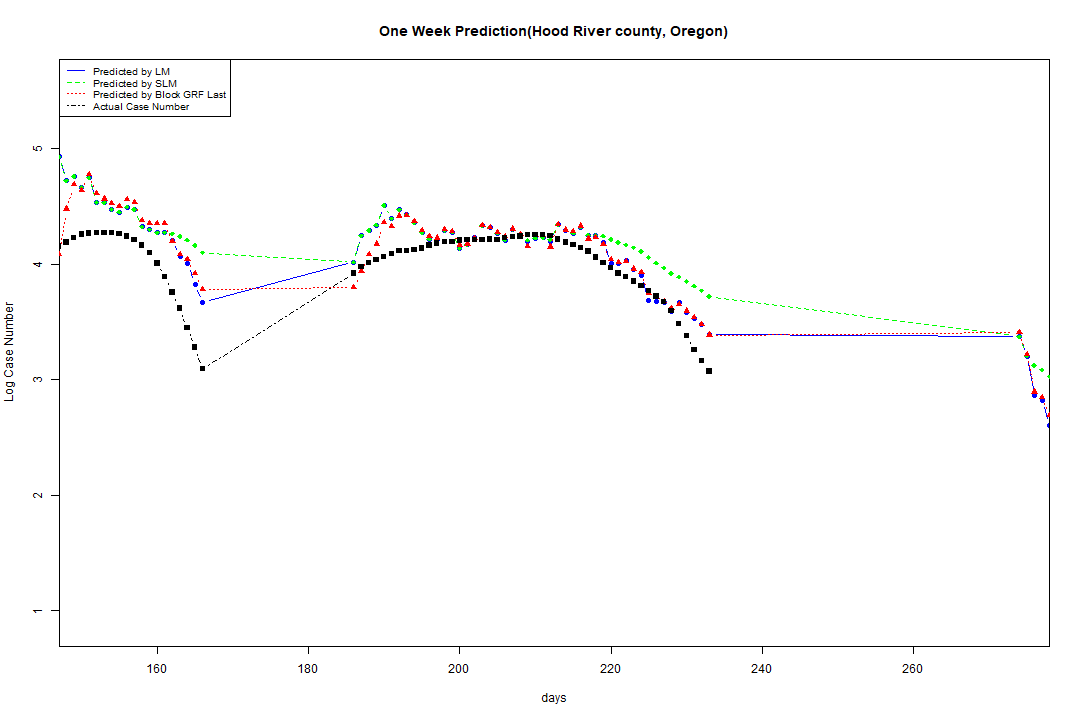 One Week Prediction(Hood River county, Oregon)
Predicted by LM
Predicted by SLM
Predicted by Block GRF Last
Actual Case Number
5
4
3
2
1
Log Case Number
160 180 200 220 240 260
days